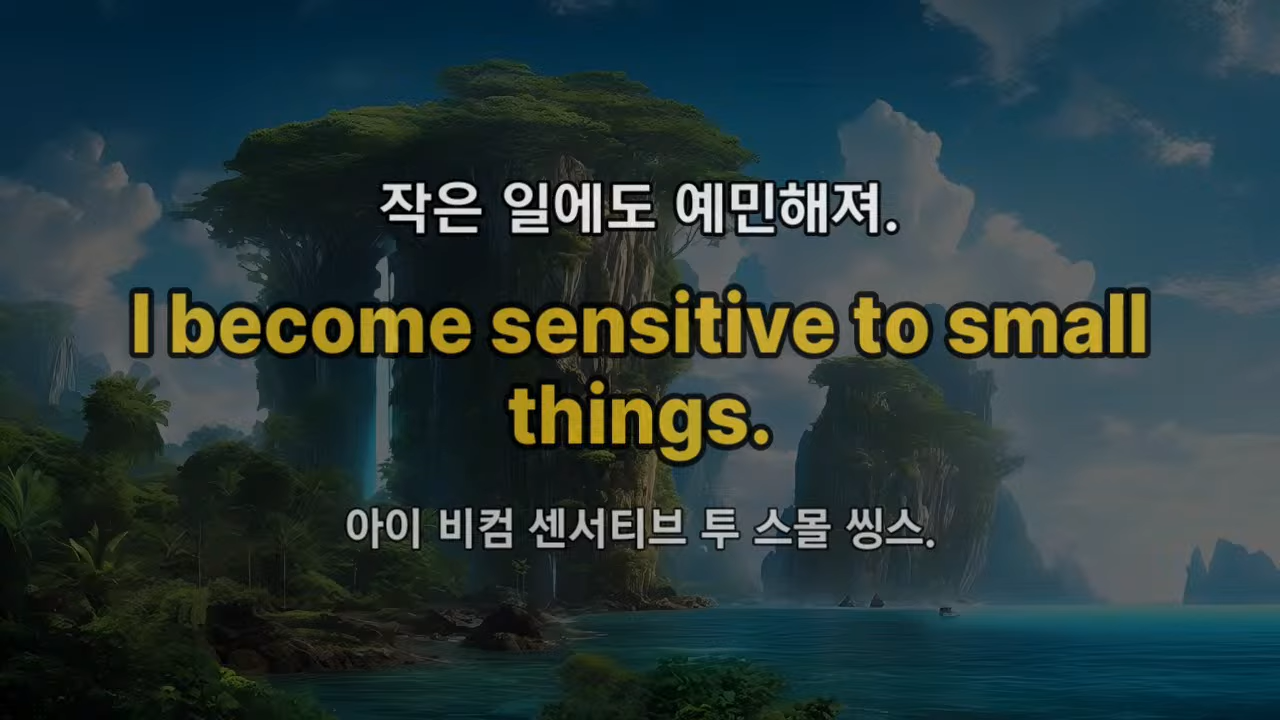 작은 일에도 예민해져.
I become sensitive to small
things.
아이 비컴 센서티브 투 스몰 씽스.